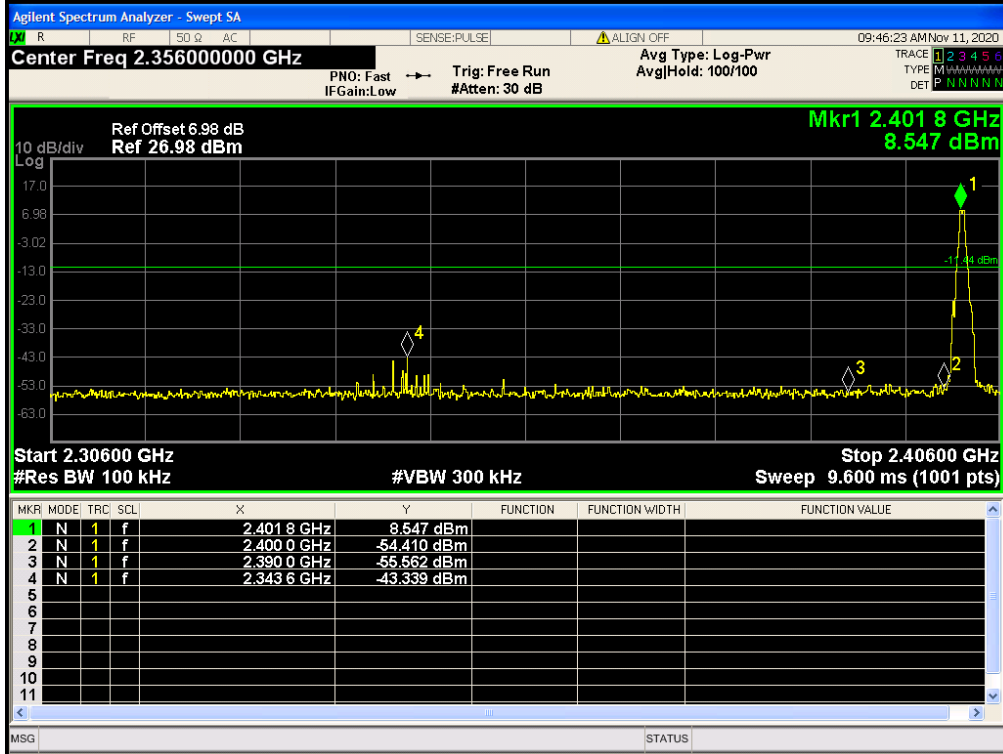 Agilent Spectrum Analyzer - Swept SA
LXI R RF 50 Ω AC SENSE:PULSE ALIGN OFF 09:46:23 AM Nov 11, 2020
Center Freq 2.356000000 GHz
PNO: Fast
IFGain:Low
Trig: Free Run
#Atten: 30 dB
Avg Type: Log-Pwr
Avg|Hold: 100/100
TRACE 1 2 3 4 5 6
TYPE M
DET P N N N N N
Mkr1 2.401 8 GHz
8.547 dBm
Ref Offset 6.98 dB
10 dB/div Ref 26.98 dBm
Log
17.0
6.98
-3.02
-13.0
-23.0
-33.0
-43.0
-53.0
-63.0
1
-11.44 dBm
4
3
2
Start 2.30600 GHz Stop 2.40600 GHz
#Res BW 100 kHz #VBW 300 kHz Sweep 9.600 ms (1001 pts)
MKR MODE TRC SCL X Y FUNCTION FUNCTION WIDTH FUNCTION VALUE
1 N 1 f 2.401 8 GHz 8.547 dBm
2 N 1 f 2.400 0 GHz -54.410 dBm
3 N 1 f 2.390 0 GHz -55.562 dBm
4 N 1 f 2.343 6 GHz -43.339 dBm
5
6
7
8
9
10
11
MSG STATUS